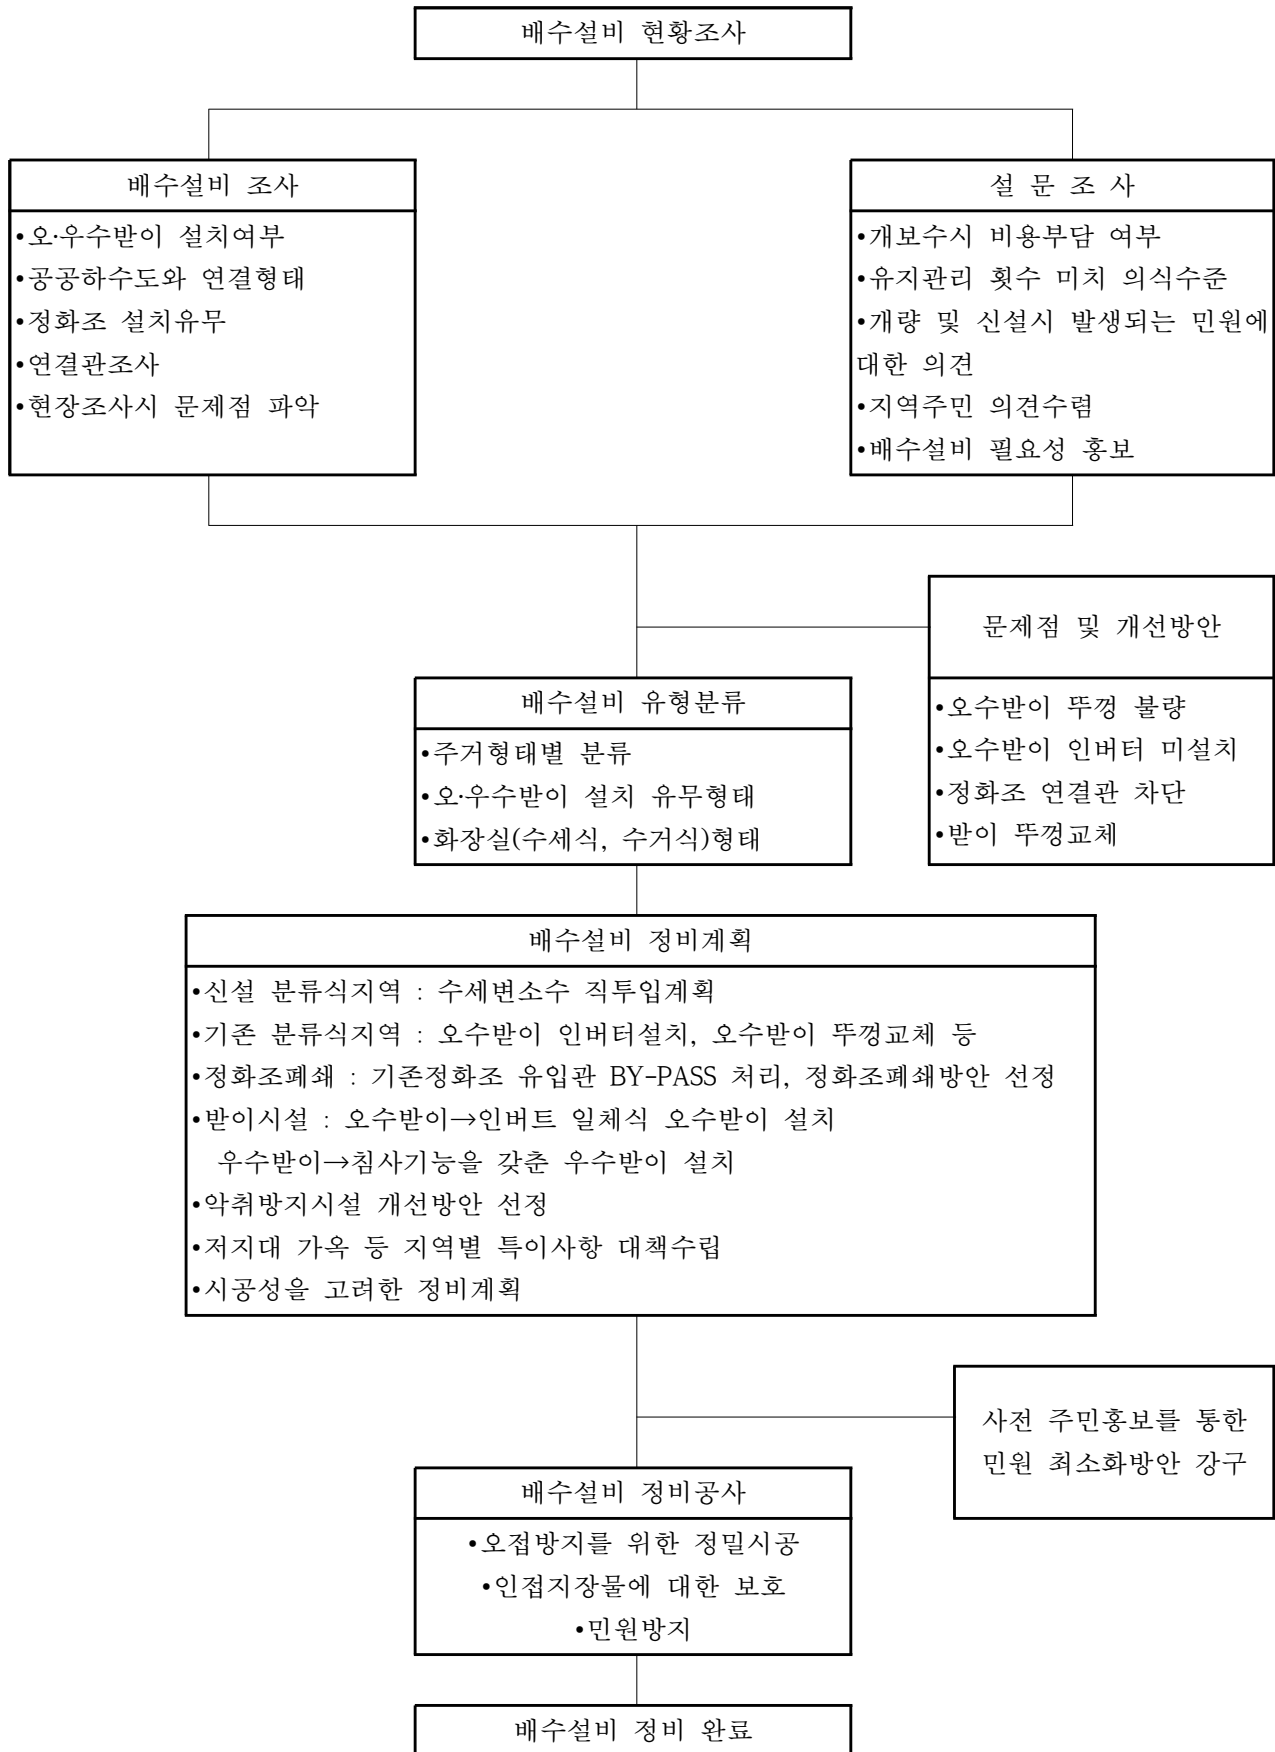 배수설비 현황조사
배수설비 조사
•오·우수받이 설치여부
•공공하수도와 연결형태
•정화조 설치유무
•연결관조사
•현장조사시 문제점 파악
설 문 조 사
•개보수시 비용부담 여부
•유지관리 횟수 미치 의식수준
•개량 및 신설시 발생되는 민원에
대한 의견
•지역주민 의견수렴
•배수설비 필요성 홍보
문제점 및 개선방안
•오수받이 뚜껑 불량
•오수받이 인버터 미설치
•정화조 연결관 차단
•받이 뚜껑교체
배수설비 유형분류
•주거형태별 분류
•오·우수받이 설치 유무형태
•화장실(수세식, 수거식)형태
배수설비 정비계획
•신설 분류식지역 : 수세변소수 직투입계획
•기존 분류식지역 : 오수받이 인버터설치, 오수받이 뚜껑교체 등
•정화조폐쇄 : 기존정화조 유입관 BY-PASS 처리, 정화조폐쇄방안 선정
•받이시설 : 오수받이→인버트 일체식 오수받이 설치
우수받이→침사기능을 갖춘 우수받이 설치
•악취방지시설 개선방안 선정
•저지대 가옥 등 지역별 특이사항 대책수립
•시공성을 고려한 정비계획
사전 주민홍보를 통한
민원 최소화방안 강구
배수설비 정비공사
•오접방지를 위한 정밀시공
•인접지장물에 대한 보호
•민원방지
배수설비 정비 완료